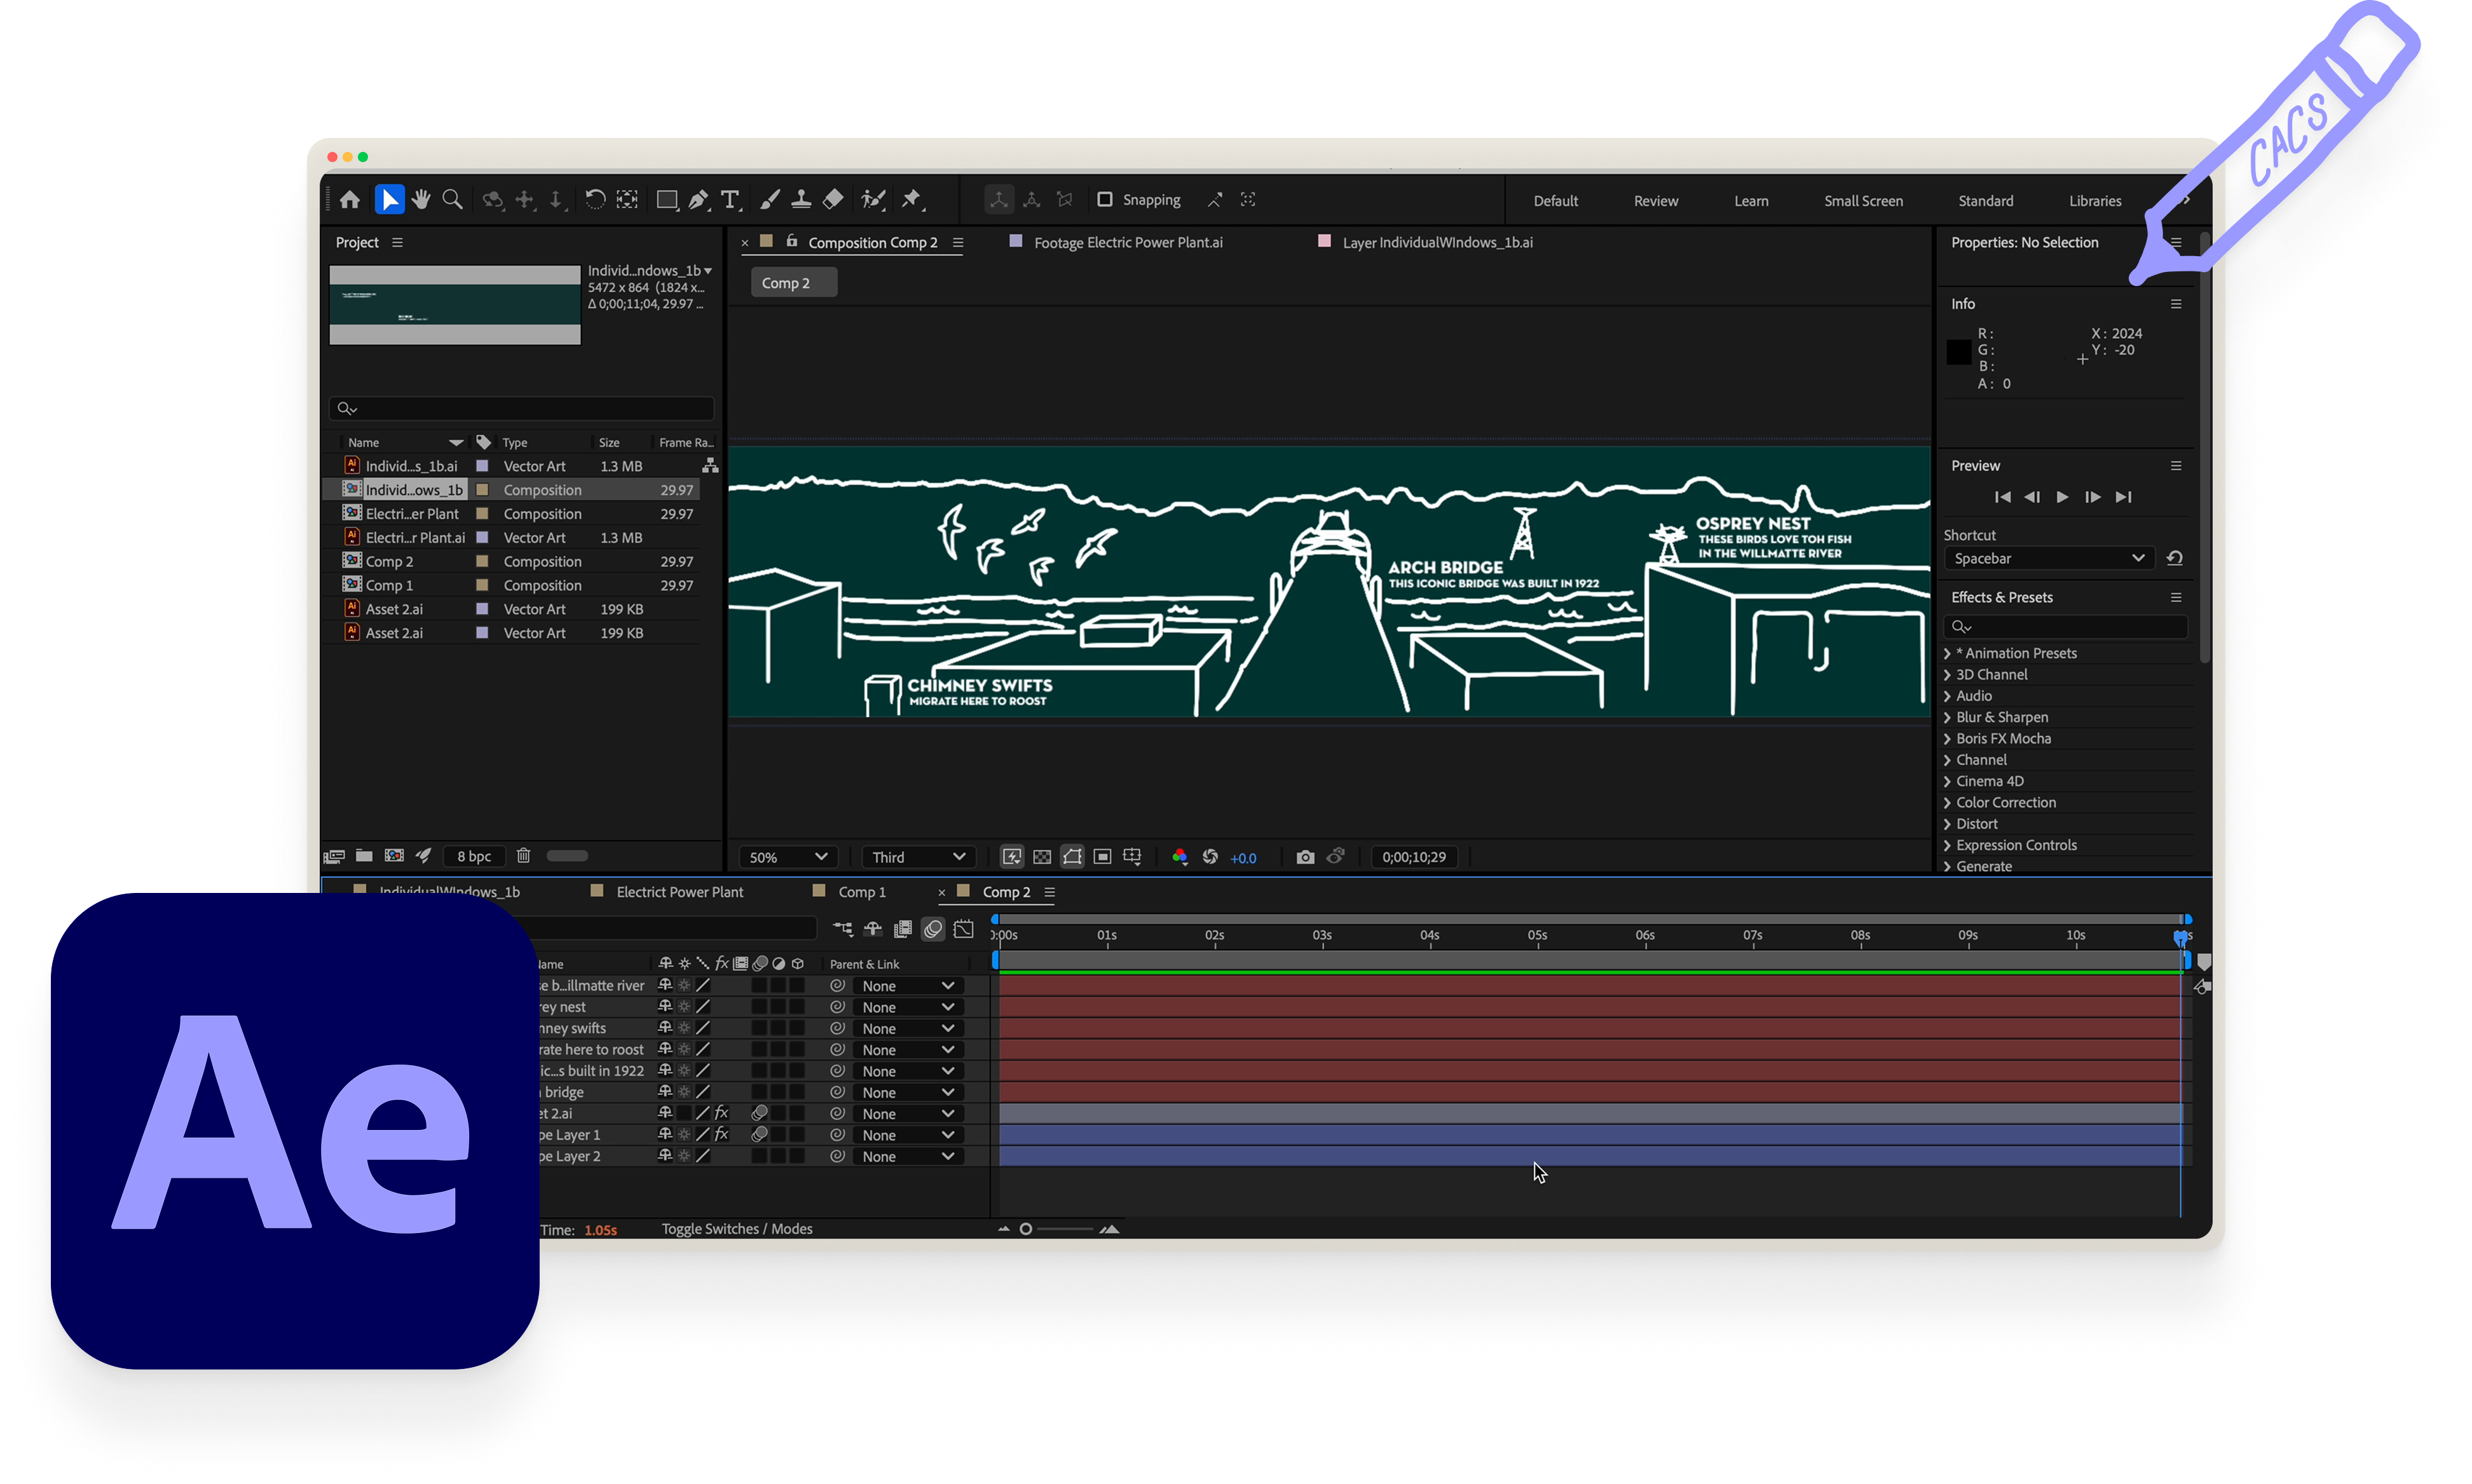 CACS
Snapping
Default Review Learn Small Screen Standard Libraries
Project
Individ...ndows_1b
5472 x 864 (1824 x...
Δ 0;00;11;04, 29.97 ...
Name Type Size Frame Ra...
Individ...s_1b.ai Vector Art 1.3 MB
Individ...ows_1b Composition 29.97
Electri...er Plant Composition 29.97
Electri...r Plant.ai Vector Art 1.3 MB
Comp 2 Composition 29.97
Comp 1 Composition 29.97
Asset 2.ai Vector Art 199 KB
Asset 2.ai Vector Art 199 KB
8 bpc
× Composition Comp 2 Footage Electric Power Plant.ai Layer IndividualWIndows_1b.ai
Comp 2
OSPREY NEST
THESE BIRDS LOVE TOH FISH
IN THE WILLMATTE RIVER
ARCH BRIDGE
THIS ICONIC BRIDGE WAS BUILT IN 1922
CHIMNEY SWIFTS
MIGRATE HERE TO ROOST
50% Third +0.0 0;00;10;29
Properties: No Selection
Info
R:
G:
B:
A: 0
X: 2024
Y: -20
Preview
Shortcut
Spacebar
Effects & Presets
* Animation Presets
3D Channel
Audio
Blur & Sharpen
Boris FX Mocha
Channel
Cinema 4D
Color Correction
Distort
Expression Controls
Generate
IndividualWIndows_1b Electrict Power Plant Comp 1 × Comp 2
0:00s 01s 02s 03s 04s 05s 06s 07s 08s 09s 10s
ame fx Parent & Link
se b...illmatte river None
rey nest None
nney swifts None
rate here to roost None
ic...s built in 1922 None
bridge None
et 2.ai fx None
pe Layer 1 fx None
pe Layer 2 None
Time: 1.05s Toggle Switches / Modes
Ae